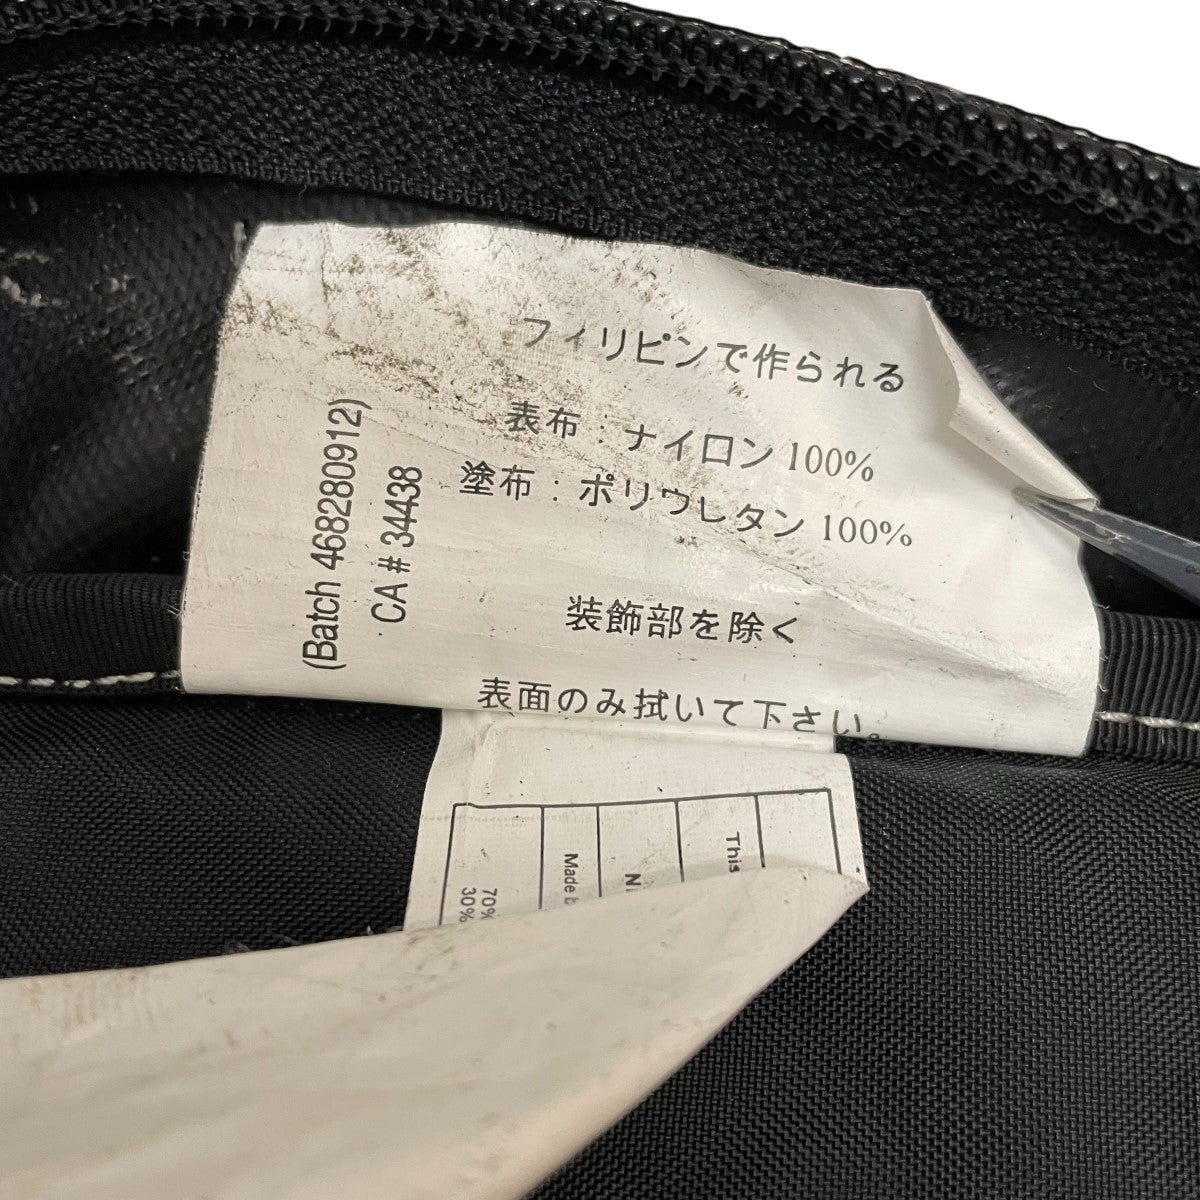 フィリピンで作られる
表布：ナイロン 100%
塗布：ポリウレタン 100%
装飾部を除く
表面のみ拭いて下さい。
(Batch 468280912)
CA # 34438
This
Made
70%
30%